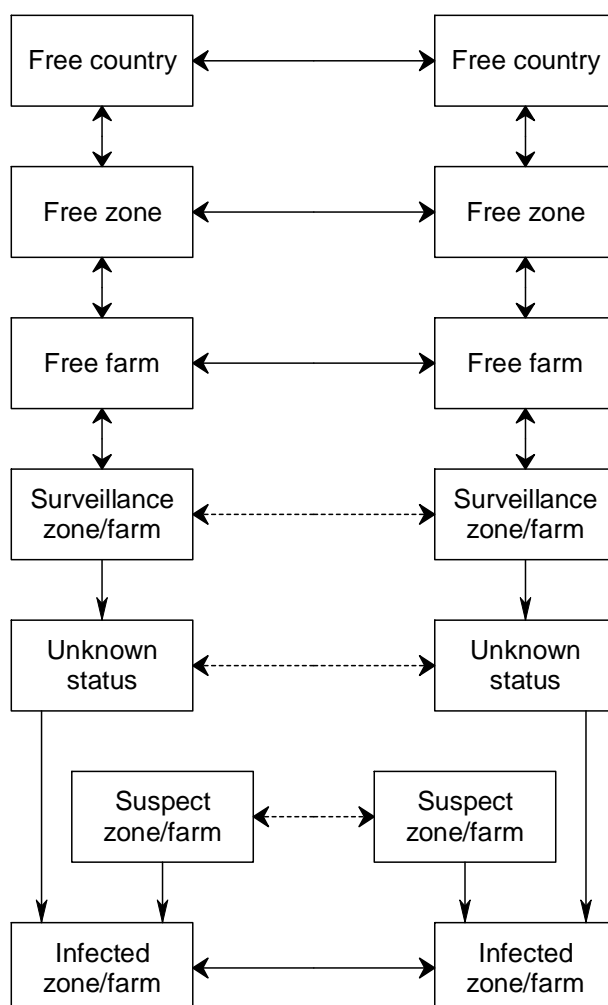 Free country
Free country
Free zone
Free zone
Free farm
Free farm
Surveillance
zone/farm
Surveillance
zone/farm
Unknown
status
Unknown
status
Suspect
zone/farm
Suspect
zone/farm
Infected
zone/farm
Infected
zone/farm